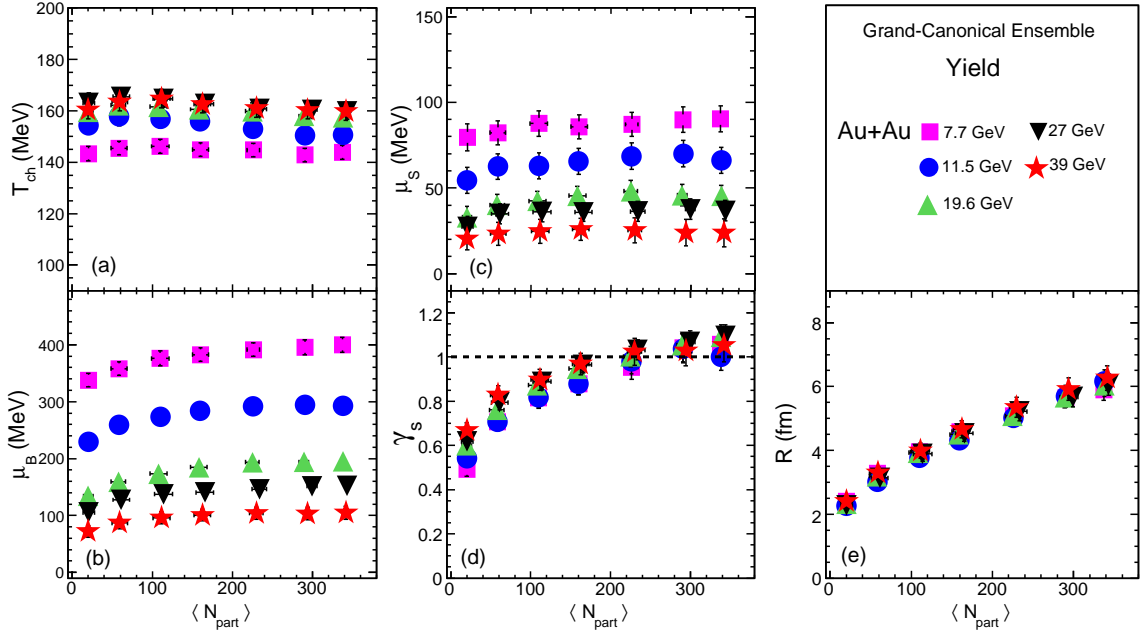 200
180
160
140
120
100
T_ch (MeV)
(a)
400
300
200
100
0
μ_B (MeV)
(b)
0 100 200 300
⟨ N_part ⟩
150
100
50
0
μ_S (MeV)
(c)
1.2
1
0.8
0.6
0.4
0.2
0
γ_s
(d)
0 100 200 300
⟨ N_part ⟩
Grand-Canonical Ensemble
Yield
Au+Au
7.7 GeV
27 GeV
11.5 GeV
39 GeV
19.6 GeV
8
6
4
2
0
R (fm)
(e)
0 100 200 300
⟨ N_part ⟩